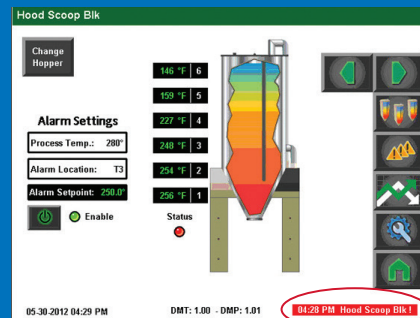 Hood Scoop Blk
Change
Hopper
146 °F 6
159 °F 5
227 °F 4
248 °F 3
254 °F 2
256 °F 1
Alarm Settings
Process Temp.: 280°
Alarm Location: T3
Alarm Setpoint: 250.0°
Enable
Status
05-30-2012 04:29 PM
DMT: 1.00 - DMP: 1.01
04:28 PM Hood Scoop Blk !